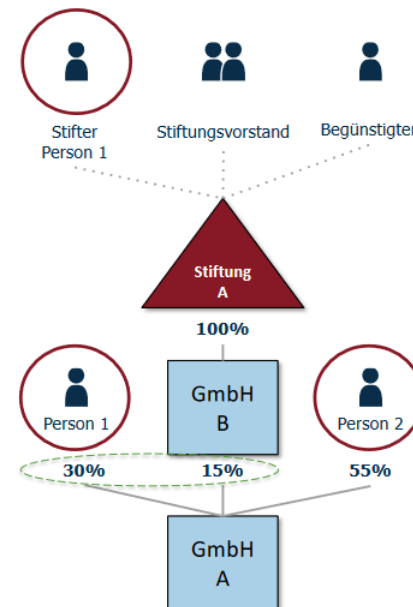 Stifter
Person 1
Stiftungsvorstand
Begünstigter
Stiftung
A
100%
GmbH
B
Person 1
Person 2
30%
15%
55%
GmbH
A